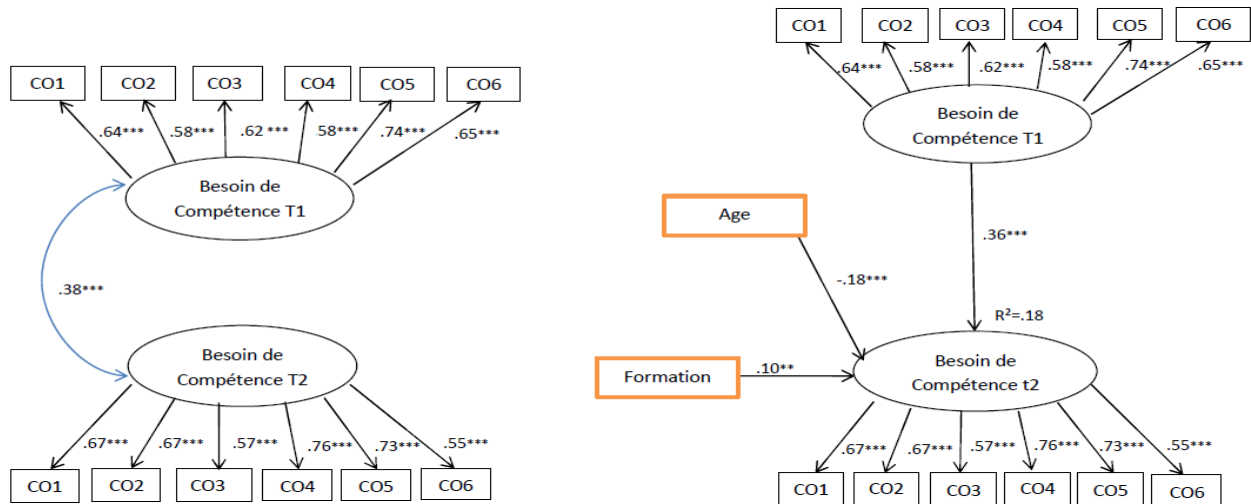 CO1 CO2 CO3 CO4 CO5 CO6
.64*** .58*** .62 *** .58*** .74*** .65***
Besoin de
Compétence T1
.38***
Besoin de
Compétence T2
.67*** .67*** .57*** .76*** .73*** .55***
CO1 CO2 CO3 CO4 CO5 CO6
CO1 CO2 CO3 CO4 CO5 CO6
.64*** .58*** .62*** .58*** .74*** .65***
Besoin de
Compétence T1
Age
.36***
-.18***
R²=.18
Formation
.10**
Besoin de
Compétence t2
.67*** .67*** .57*** .76*** .73*** .55***
CO1 CO2 CO3 CO4 CO5 CO6